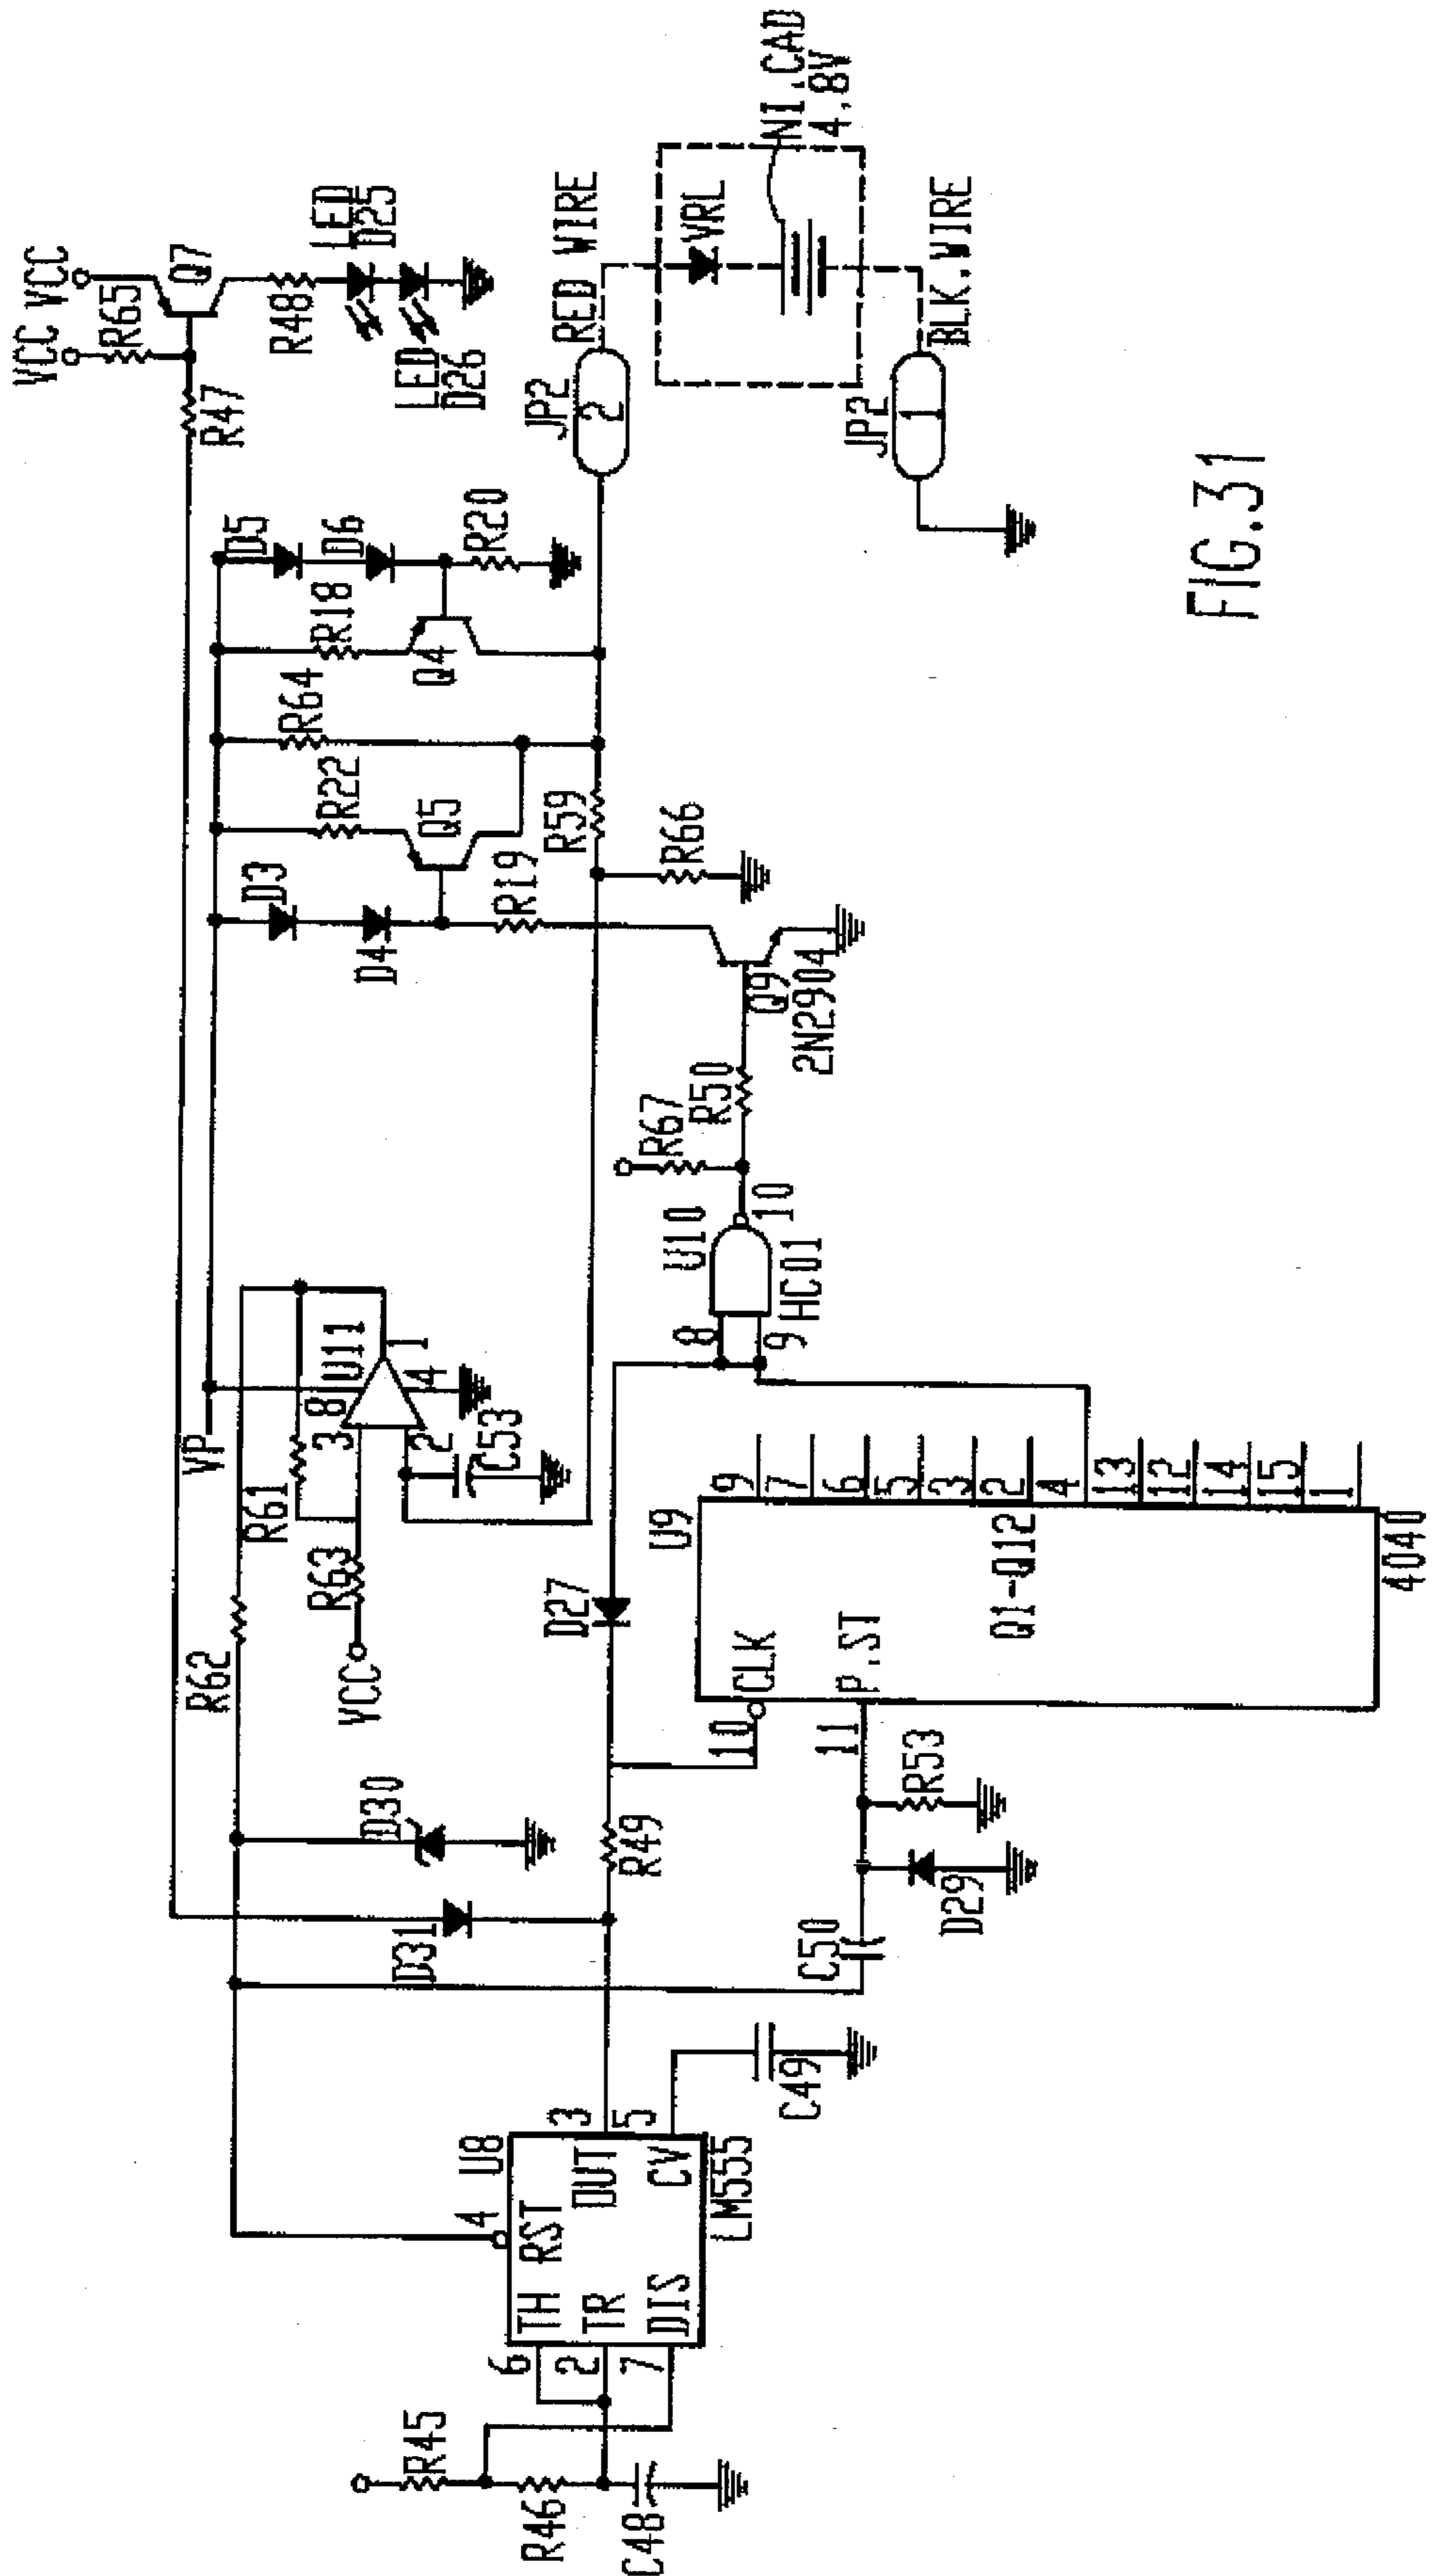 VCC VCC
R65
Q7
R47
R48
LED
D25
LED
D26
VP
D5
D6
R20
R18
Q4
R64
R22
Q5
D3
D4
R19
R59
R66
JP2
2
RED WIRE
VRL
NI.CAD
4.8V
JP2
1
BLK.WIRE
Q9
2N2904
R50
R67
U10
8
9
10
HC01
U11
3
8
2
4
1
C53
R61
R63
VCC
R62
D27
D30
D31
R49
U9
CLK
10
P.ST
11
Q1-Q12
9
7
6
5
3
2
4
13
12
14
15
1
4040
R53
D29
C50
C49
U8
4
RST
TH
TR
DIS
OUT
CV
6
2
7
3
5
LM555
R45
R46
C48
FIG.31